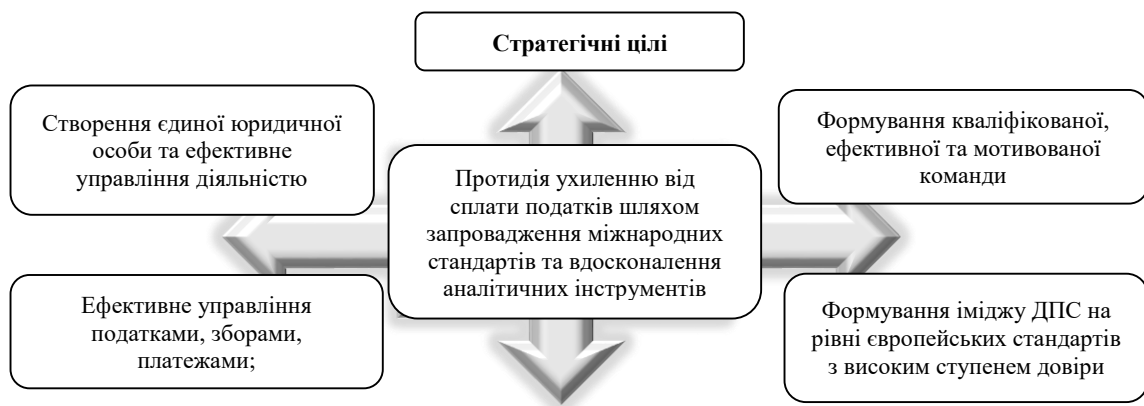 Стратегічні цілі
Створення єдиної юридичної
особи та ефективне
управління діяльністю
Формування кваліфікованої,
ефективної та мотивованої
команди
Протидія ухиленню від
сплати податків шляхом
запровадження міжнародних
стандартів та вдосконалення
аналітичних інструментів
Ефективне управління
податками, зборами,
платежами;
Формування іміджу ДПС на
рівні європейських стандартів
з високим ступенем довіри